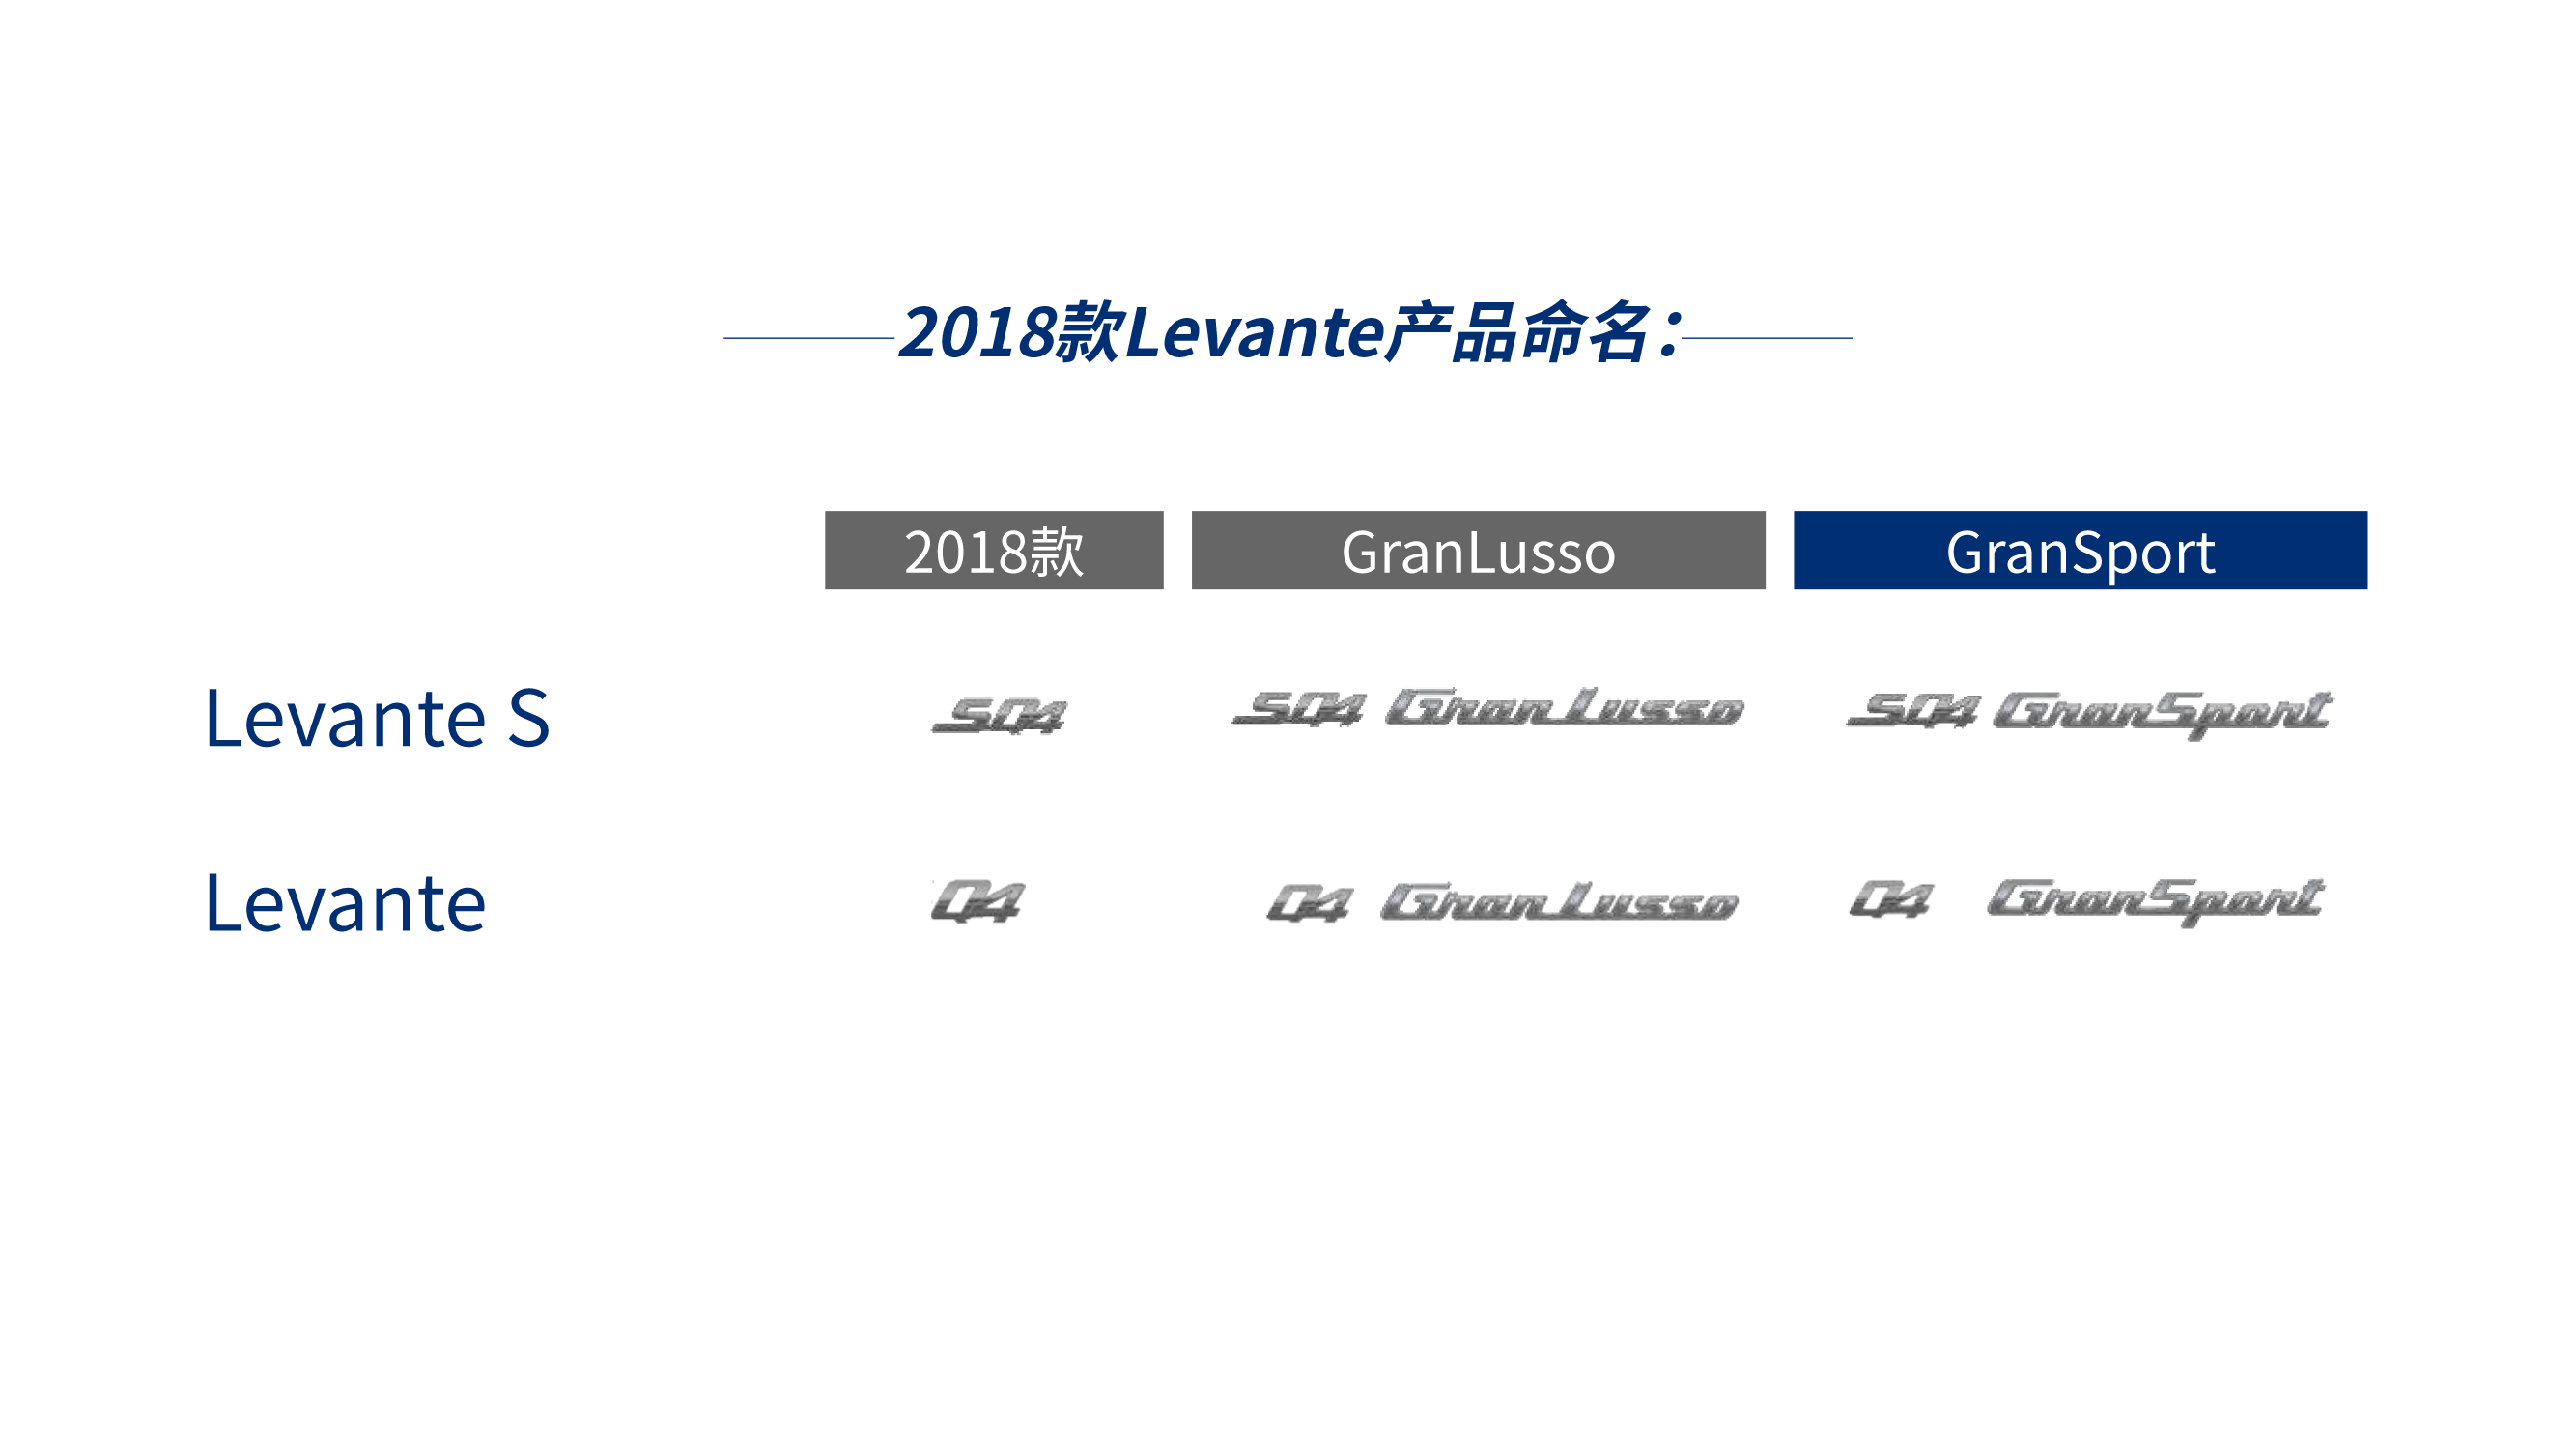 2018款Levante产品命名：
2018款 GranLusso GranSport
Levante S SQ4 SQ4 GranLusso SQ4 GranSport
Levante Q4 Q4 GranLusso Q4 GranSport